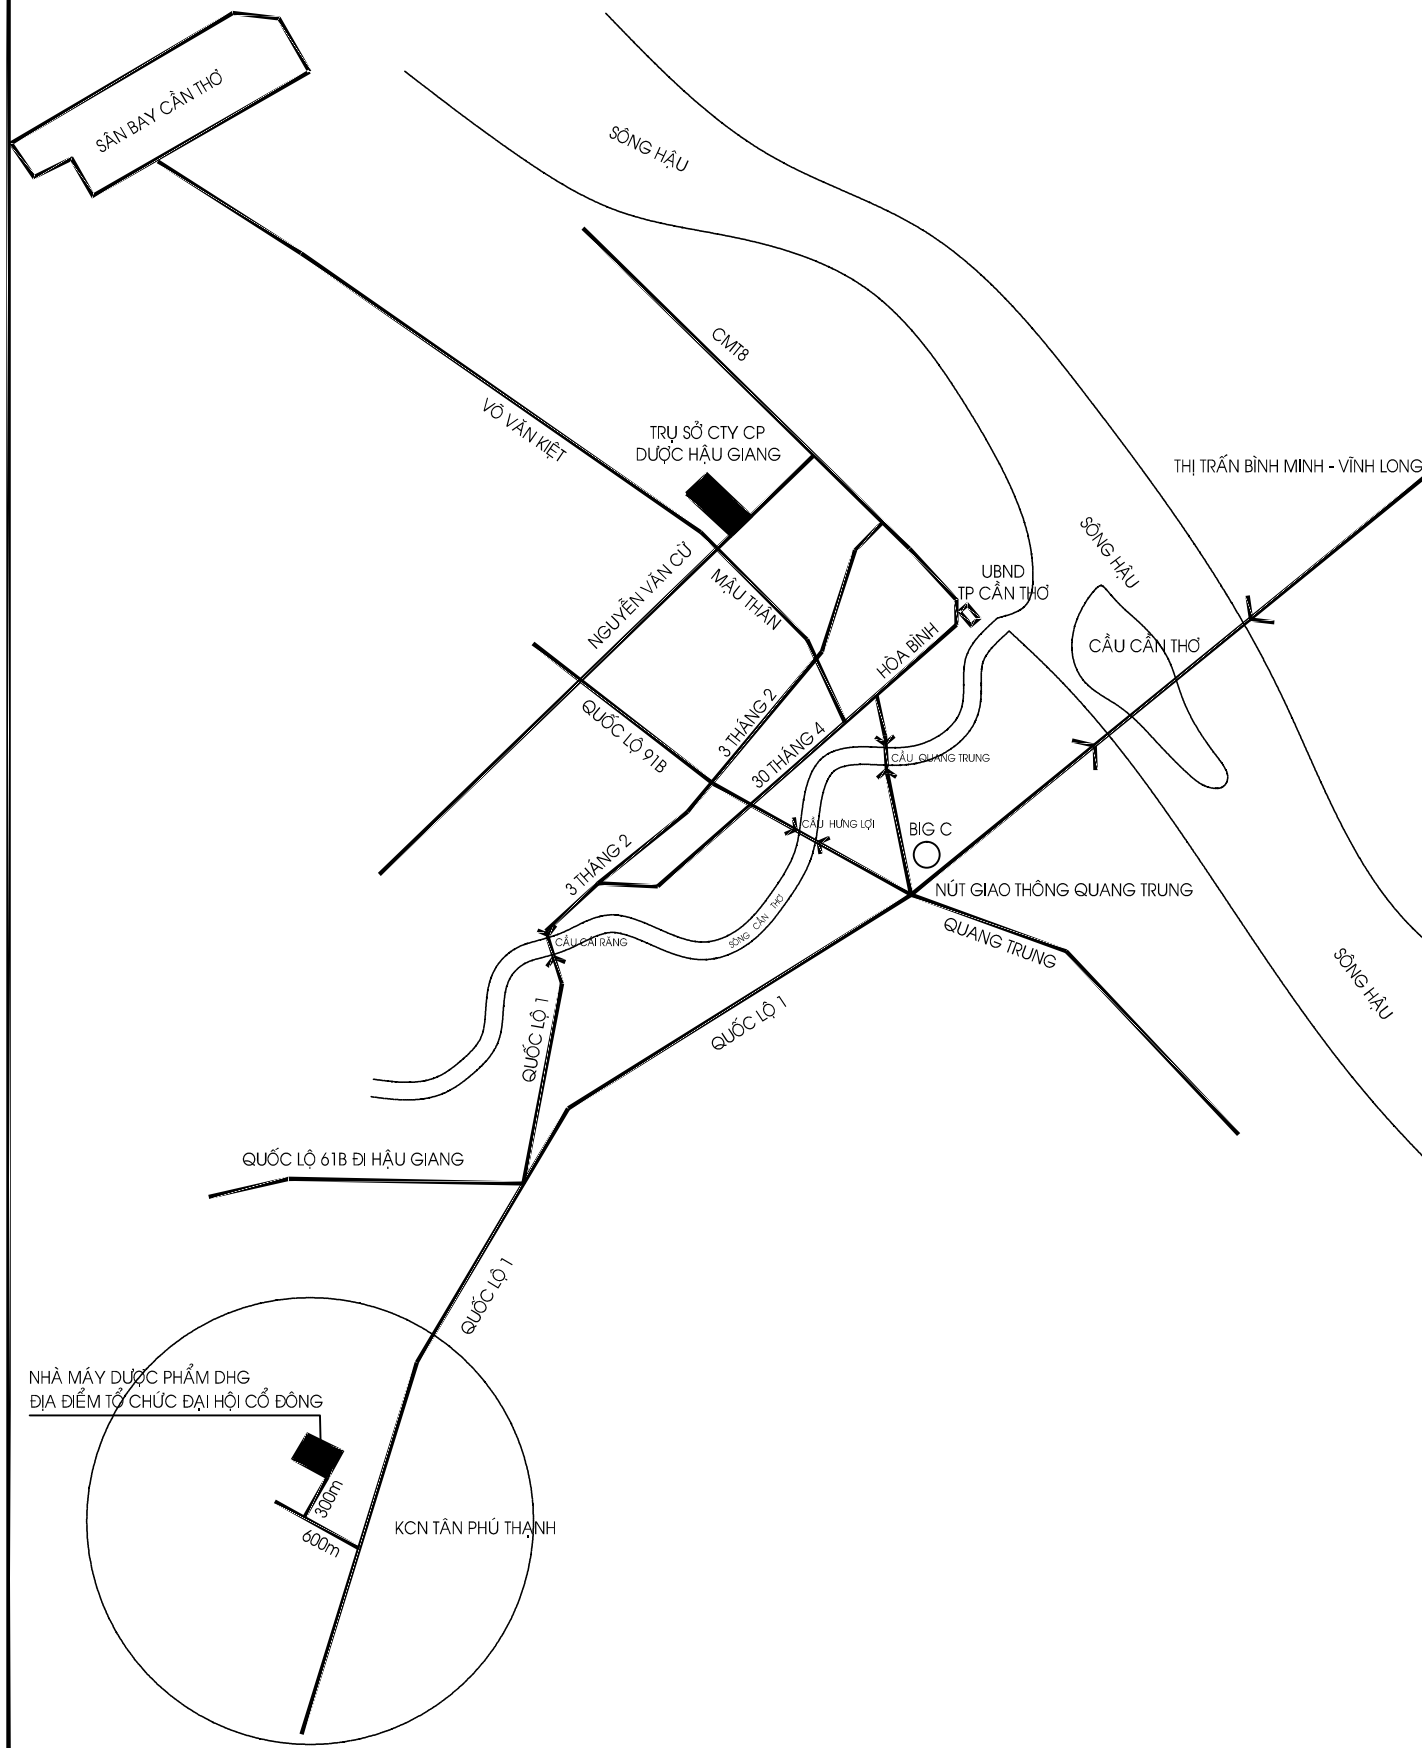 SÂN BAY CẦN THƠ
SÔNG HẬU
CMT8
VÕ VĂN KIỆT
TRỤ SỞ CTY CP
DƯỢC HẬU GIANG
THỊ TRẤN BÌNH MINH - VĨNH LONG
SÔNG HẬU
NGUYỄN VĂN CỪ
MẬU THÂN
UBND
TP CẦN THƠ
HÒA BÌNH
CẦU CẦN THƠ
QUỐC LỘ 91B
3 THÁNG 2
30 THÁNG 4
CẦU QUANG TRUNG
CẦU HƯNG LỢI
BIG C
3 THÁNG 2
NÚT GIAO THÔNG QUANG TRUNG
SÔNG CẦN THƠ
QUANG TRUNG
CẦU CÁI RĂNG
SÔNG HẬU
QUỐC LỘ 1
QUỐC LỘ 1
QUỐC LỘ 61B ĐI HẬU GIANG
QUỐC LỘ 1
NHÀ MÁY DƯỢC PHẨM DHG
ĐỊA ĐIỂM TỔ CHỨC ĐẠI HỘI CỔ ĐÔNG
300m
600m
KCN TÂN PHÚ THẠNH